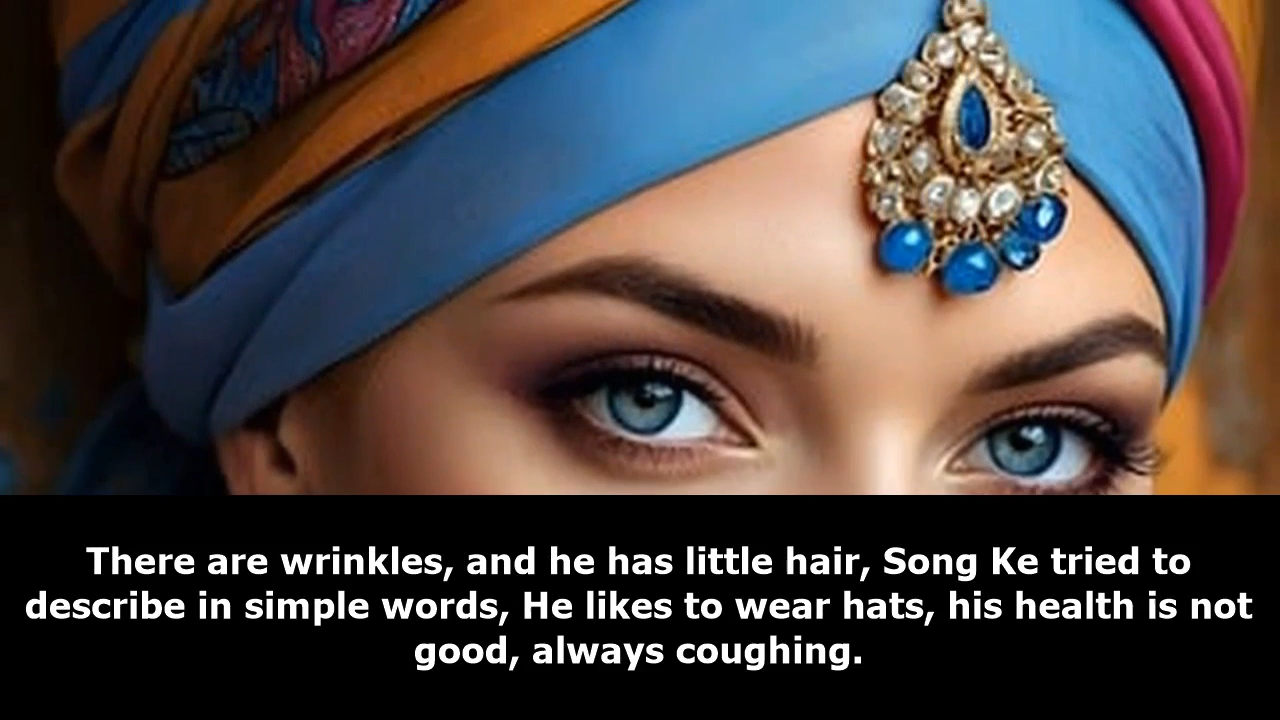 There are wrinkles, and he has little hair, Song Ke tried to
describe in simple words, He likes to wear hats, his health is not
good, always coughing.